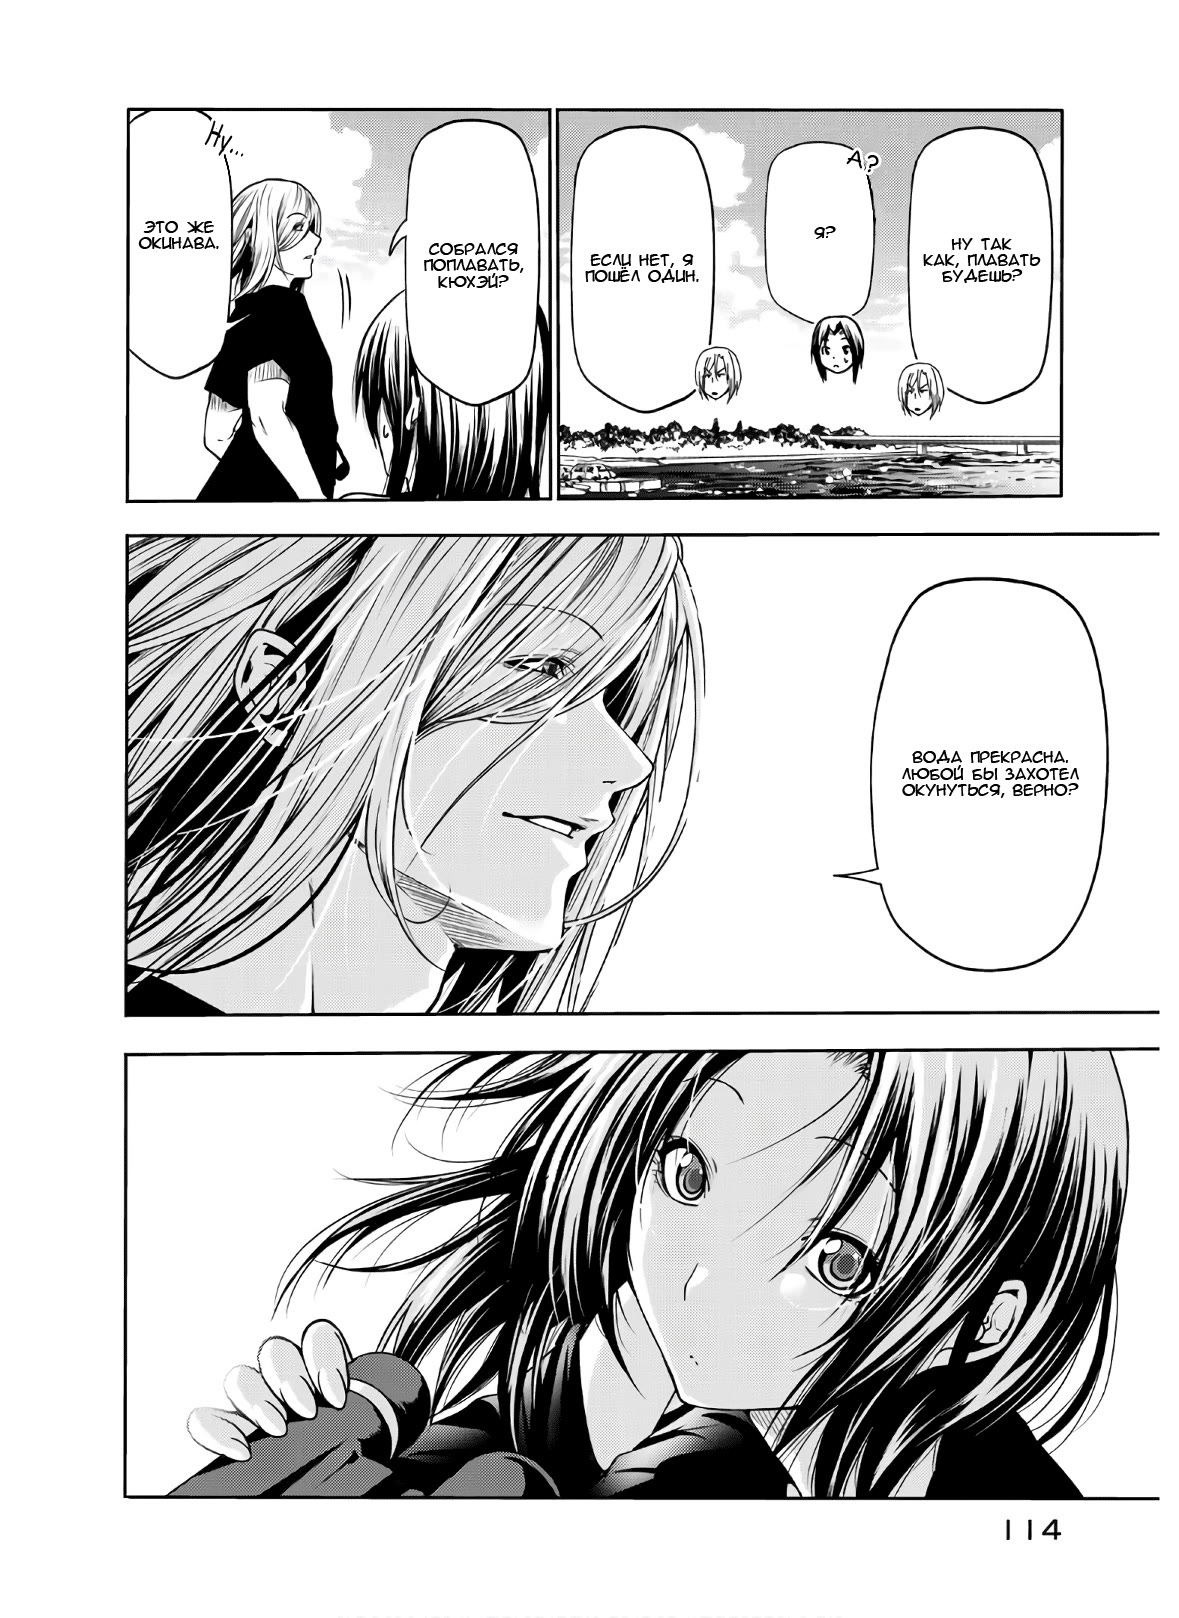 НУ ТАК
КАК, ПЛАВАТЬ
БУДЕШЬ?
А?
Я?
ЕСЛИ НЕТ, Я
ПОШЁЛ ОДИН.
СОБРАЛСЯ
ПОПЛАВАТЬ,
КЮХЭЙ?
Ну...
ЭТО ЖЕ
ОКИНАВА.
ВОДА ПРЕКРАСНА.
ЛЮБОЙ БЫ ЗАХОТЕЛ
ОКУНУТЬСЯ, ВЕРНО?
114